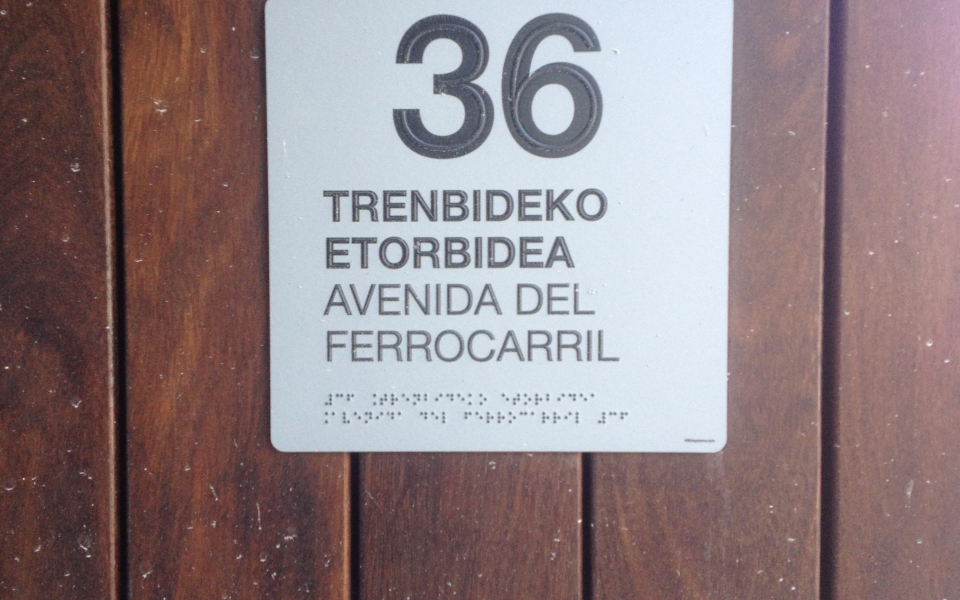 36
TRENBIDEKO
ETORBIDEA
AVENIDA DEL
FERROCARRIL